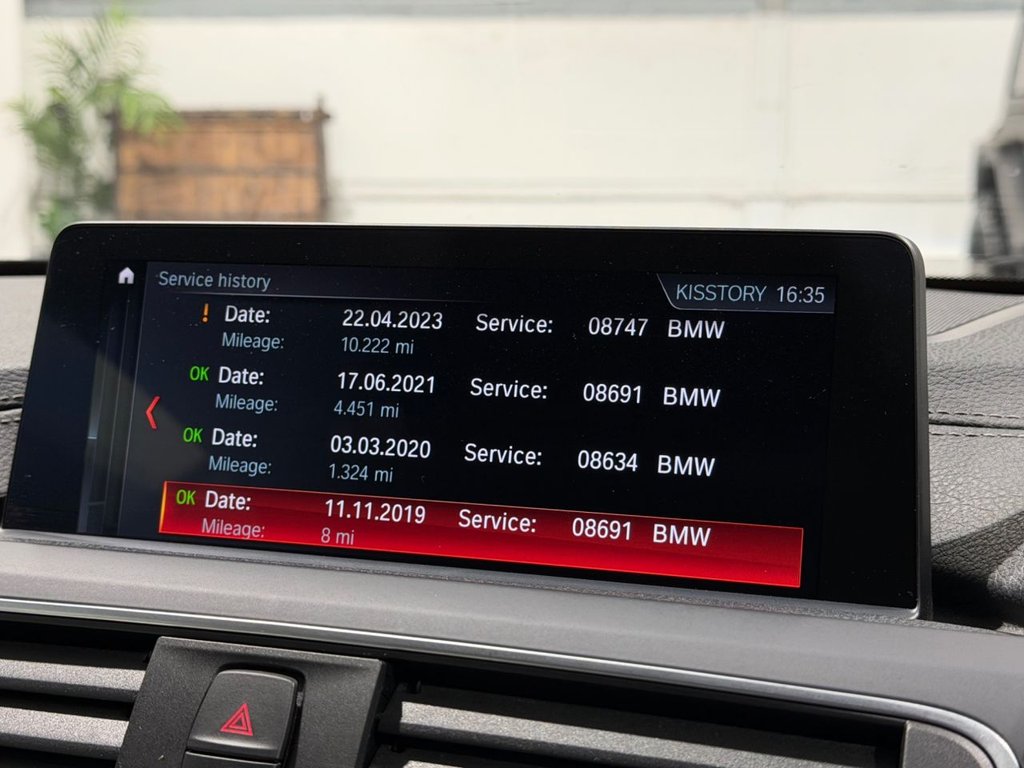 Service history
KISSTORY 16:35
! Date: 22.04.2023 Service: 08747 BMW
Mileage: 10.222 mi
OK Date: 17.06.2021 Service: 08691 BMW
Mileage: 4.451 mi
OK Date: 03.03.2020 Service: 08634 BMW
Mileage: 1.324 mi
OK Date: 11.11.2019 Service: 08691 BMW
Mileage: 8 mi